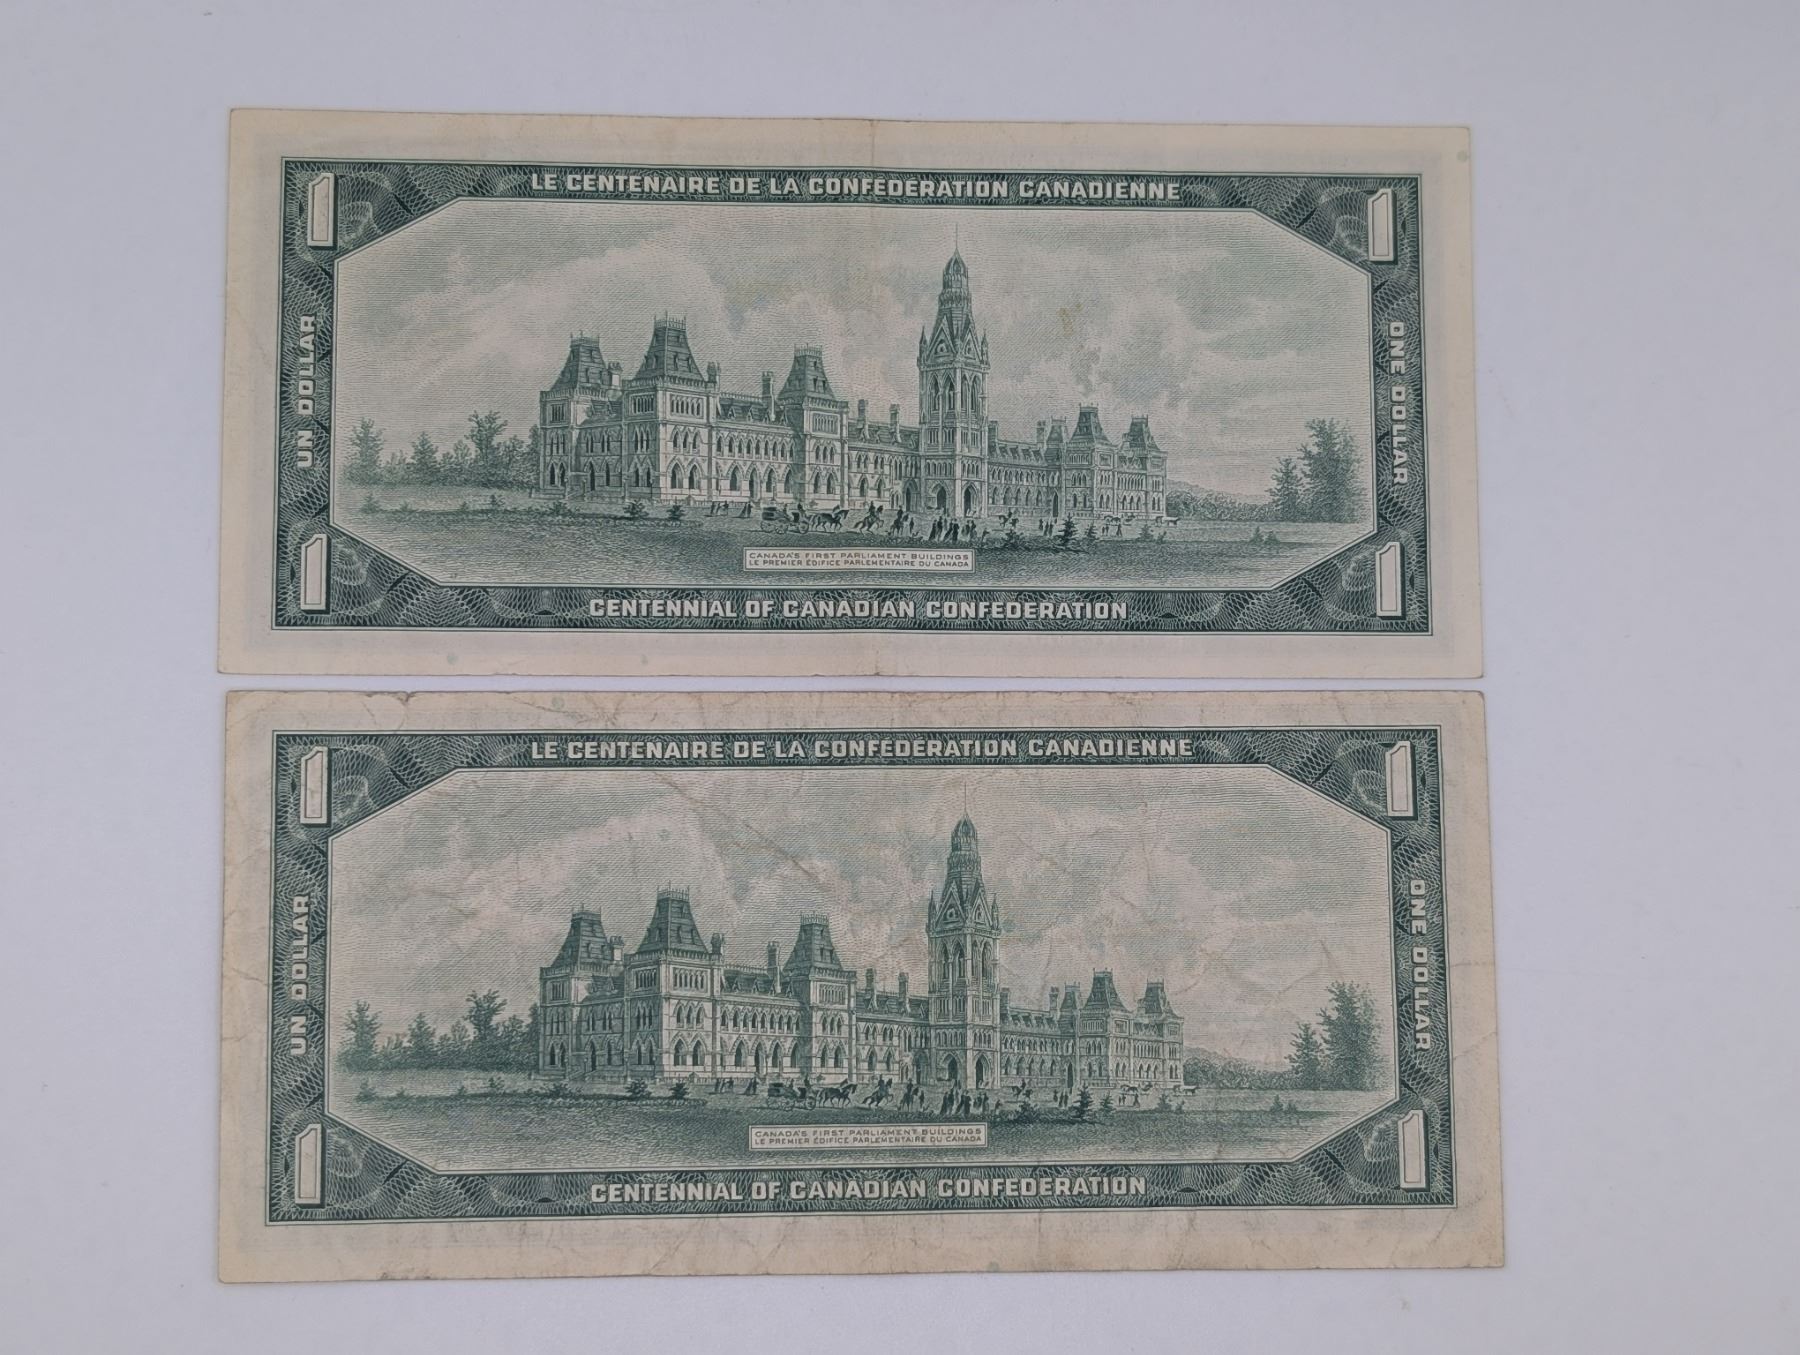 LE CENTENAIRE DE LA CONFÉDÉRATION CANADIENNE
1
1
UN DOLLAR
ONE DOLLAR
CANADA'S FIRST PARLIAMENT BUILDINGS
LE PREMIER ÉDIFICE PARLEMENTAIRE DU CANADA
1
1
CENTENNIAL OF CANADIAN CONFEDERATION
LE CENTENAIRE DE LA CONFÉDÉRATION CANADIENNE
1
1
UN DOLLAR
ONE DOLLAR
CANADA'S FIRST PARLIAMENT BUILDINGS
LE PREMIER ÉDIFICE PARLEMENTAIRE DU CANADA
1
1
CENTENNIAL OF CANADIAN CONFEDERATION